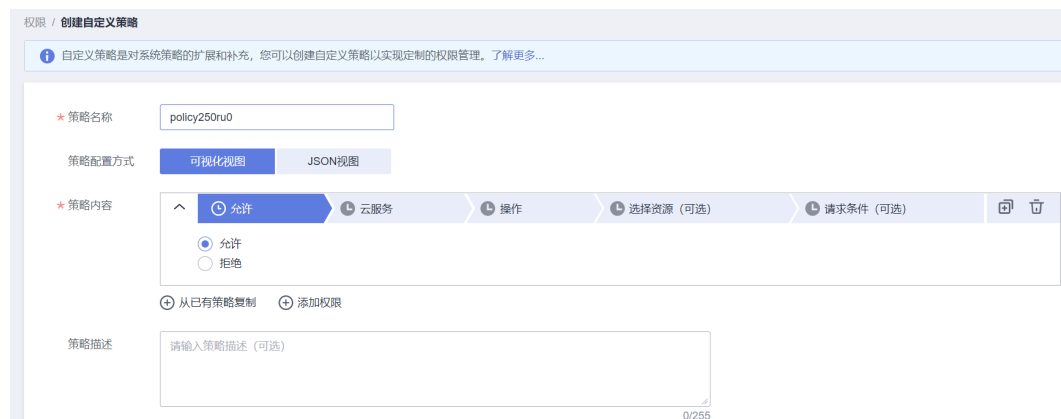 权限 / 创建自定义策略
自定义策略是对系统策略的扩展和补充，您可以创建自定义策略以实现定制的权限管理。了解更多...
★ 策略名称 policy250ru0
策略配置方式 可视化视图 JSON视图
★ 策略内容 允许 云服务 操作 选择资源（可选） 请求条件（可选）
允许
拒绝
从已有策略复制 添加权限
策略描述 请输入策略描述（可选）
0/255